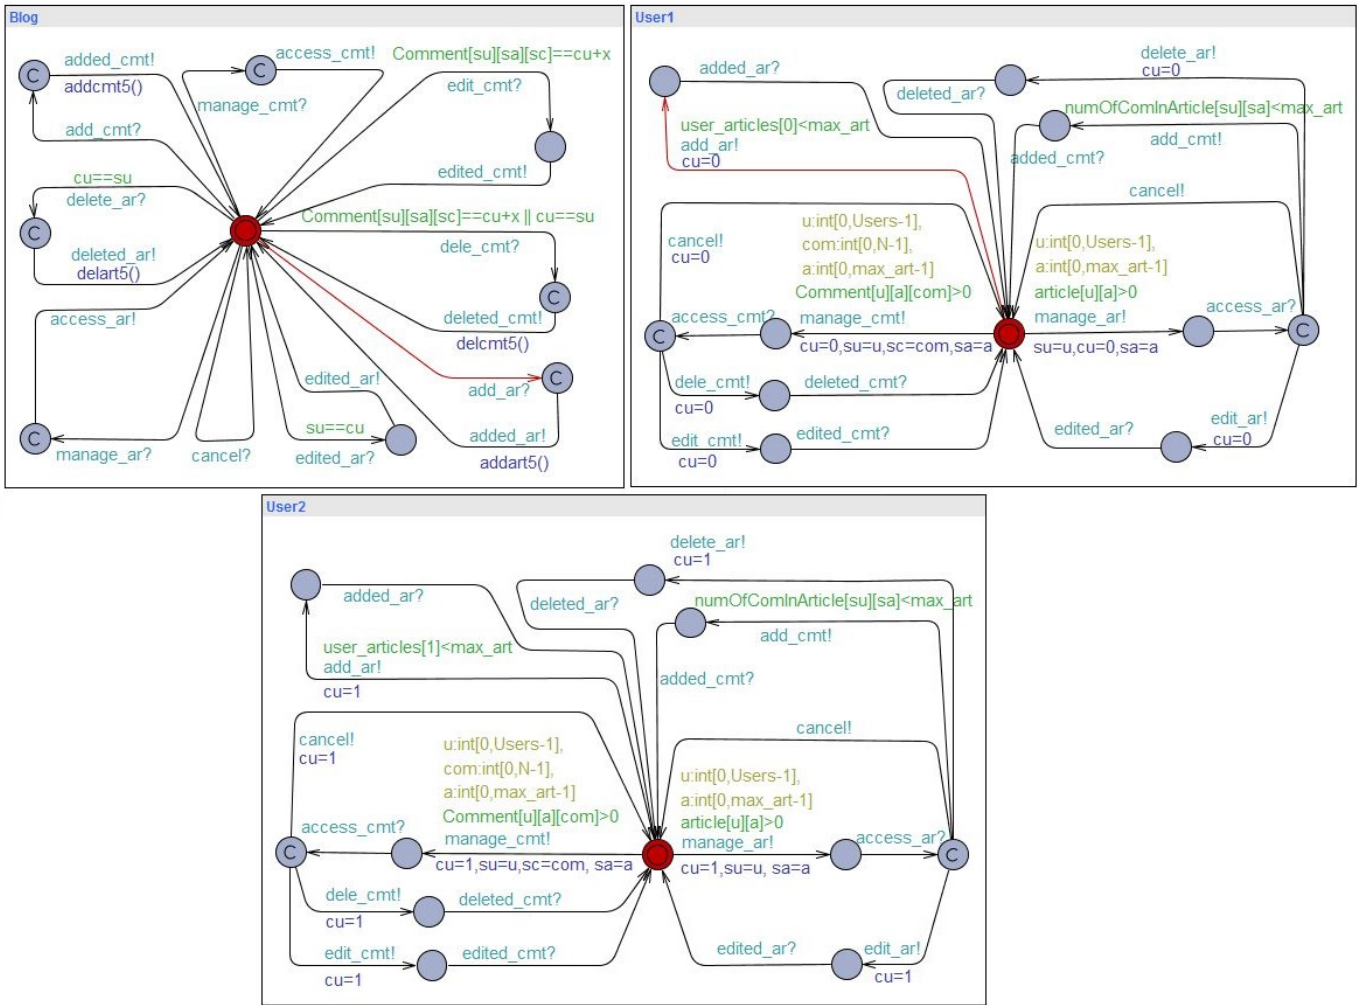 Blog
added_cmt!
addcmt5()
add_cmt?
access_cmt!
manage_cmt?
Comment[su][sa][sc]==cu+x
edit_cmt?
edited_cmt!
cu==su
delete_ar?
deleted_ar!
delart5()
Comment[su][sa][sc]==cu+x || cu==su
dele_cmt?
deleted_cmt!
delcmt5()
access_ar!
manage_ar?
cancel?
edited_ar!
su==cu
edited_ar?
add_ar?
added_ar!
addart5()
User1
added_ar?
user_articles[0]<max_art
add_ar!
cu=0
delete_ar!
cu=0
deleted_ar?
numOfComInArticle[su][sa]<max_art
add_cmt!
added_cmt?
cancel!
cancel!
cu=0
u:int[0,Users-1],
com:int[0,N-1],
a:int[0,max_art-1]
Comment[u][a][com]>0
manage_cmt!
cu=0,su=u,sc=com,sa=a
access_cmt?
u:int[0,Users-1],
a:int[0,max_art-1]
article[u][a]>0
manage_ar!
su=u,cu=0,sa=a
access_ar?
C
dele_cmt!
cu=0
deleted_cmt?
edit_cmt!
cu=0
edited_cmt?
edited_ar?
edit_ar!
cu=0
User2
added_ar?
user_articles[1]<max_art
add_ar!
cu=1
delete_ar!
cu=1
deleted_ar?
numOfComInArticle[su][sa]<max_art
add_cmt!
added_cmt?
cancel!
cancel!
cu=1
u:int[0,Users-1],
com:int[0,N-1],
a:int[0,max_art-1]
Comment[u][a][com]>0
manage_cmt!
cu=1,su=u,sc=com, sa=a
access_cmt?
u:int[0,Users-1],
a:int[0,max_art-1]
article[u][a]>0
manage_ar!
cu=1,su=u, sa=a
access_ar?
C
dele_cmt!
cu=1
deleted_cmt?
edit_cmt!
cu=1
edited_cmt?
edited_ar?
edit_ar!
cu=1